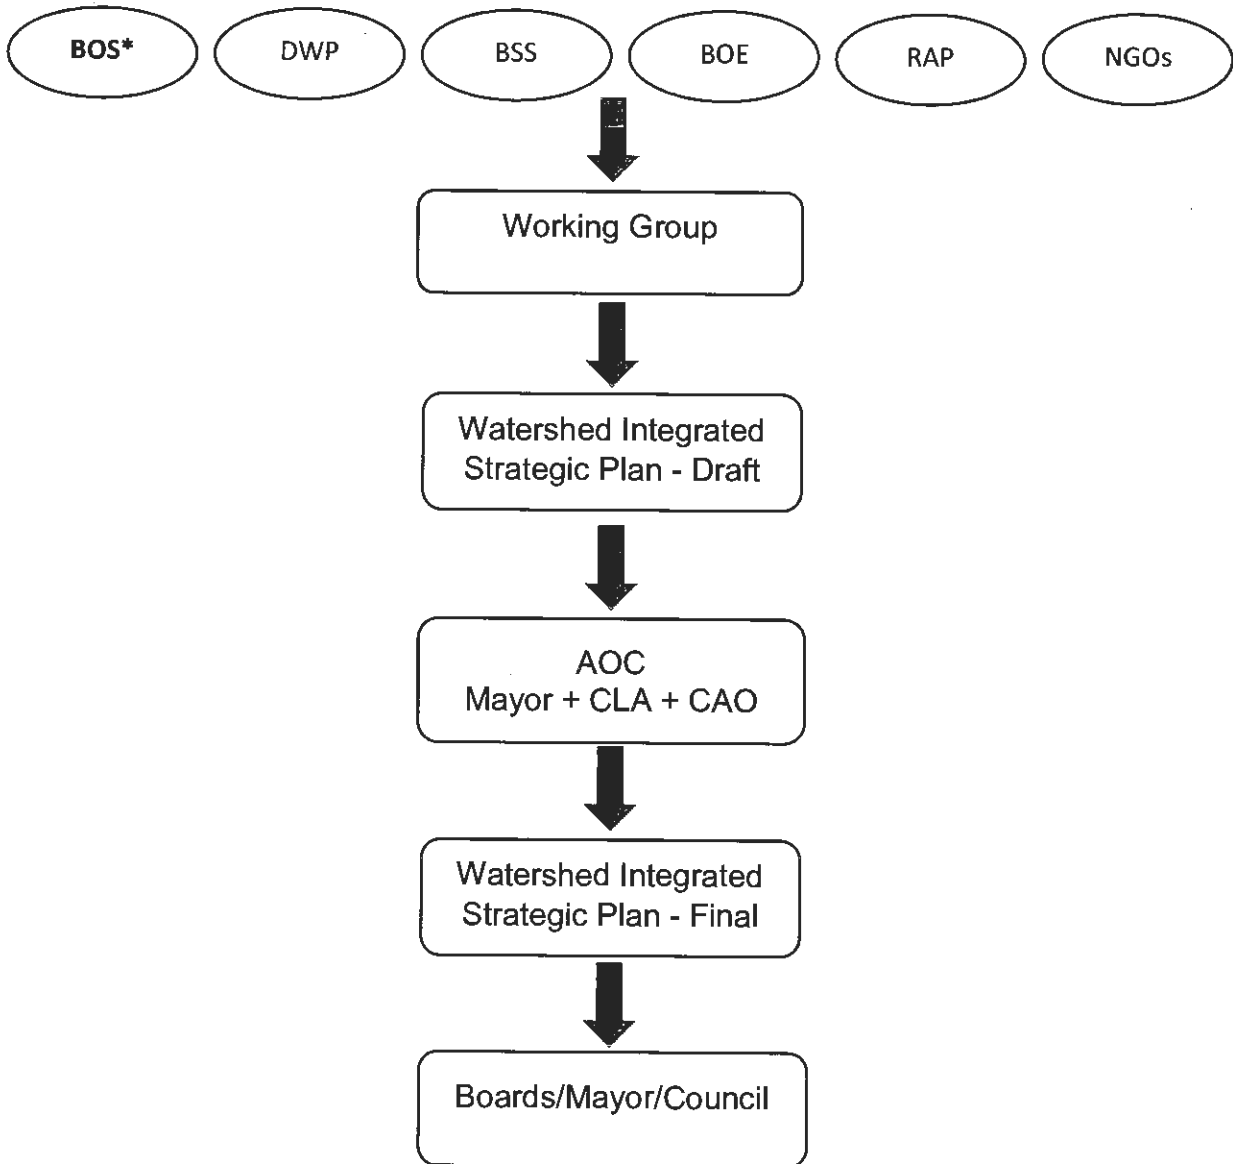 BOS* DWP BSS BOE RAP NGOs
Working Group
Watershed Integrated
Strategic Plan - Draft
AOC
Mayor + CLA + CAO
Watershed Integrated
Strategic Plan - Final
Boards/Mayor/Council